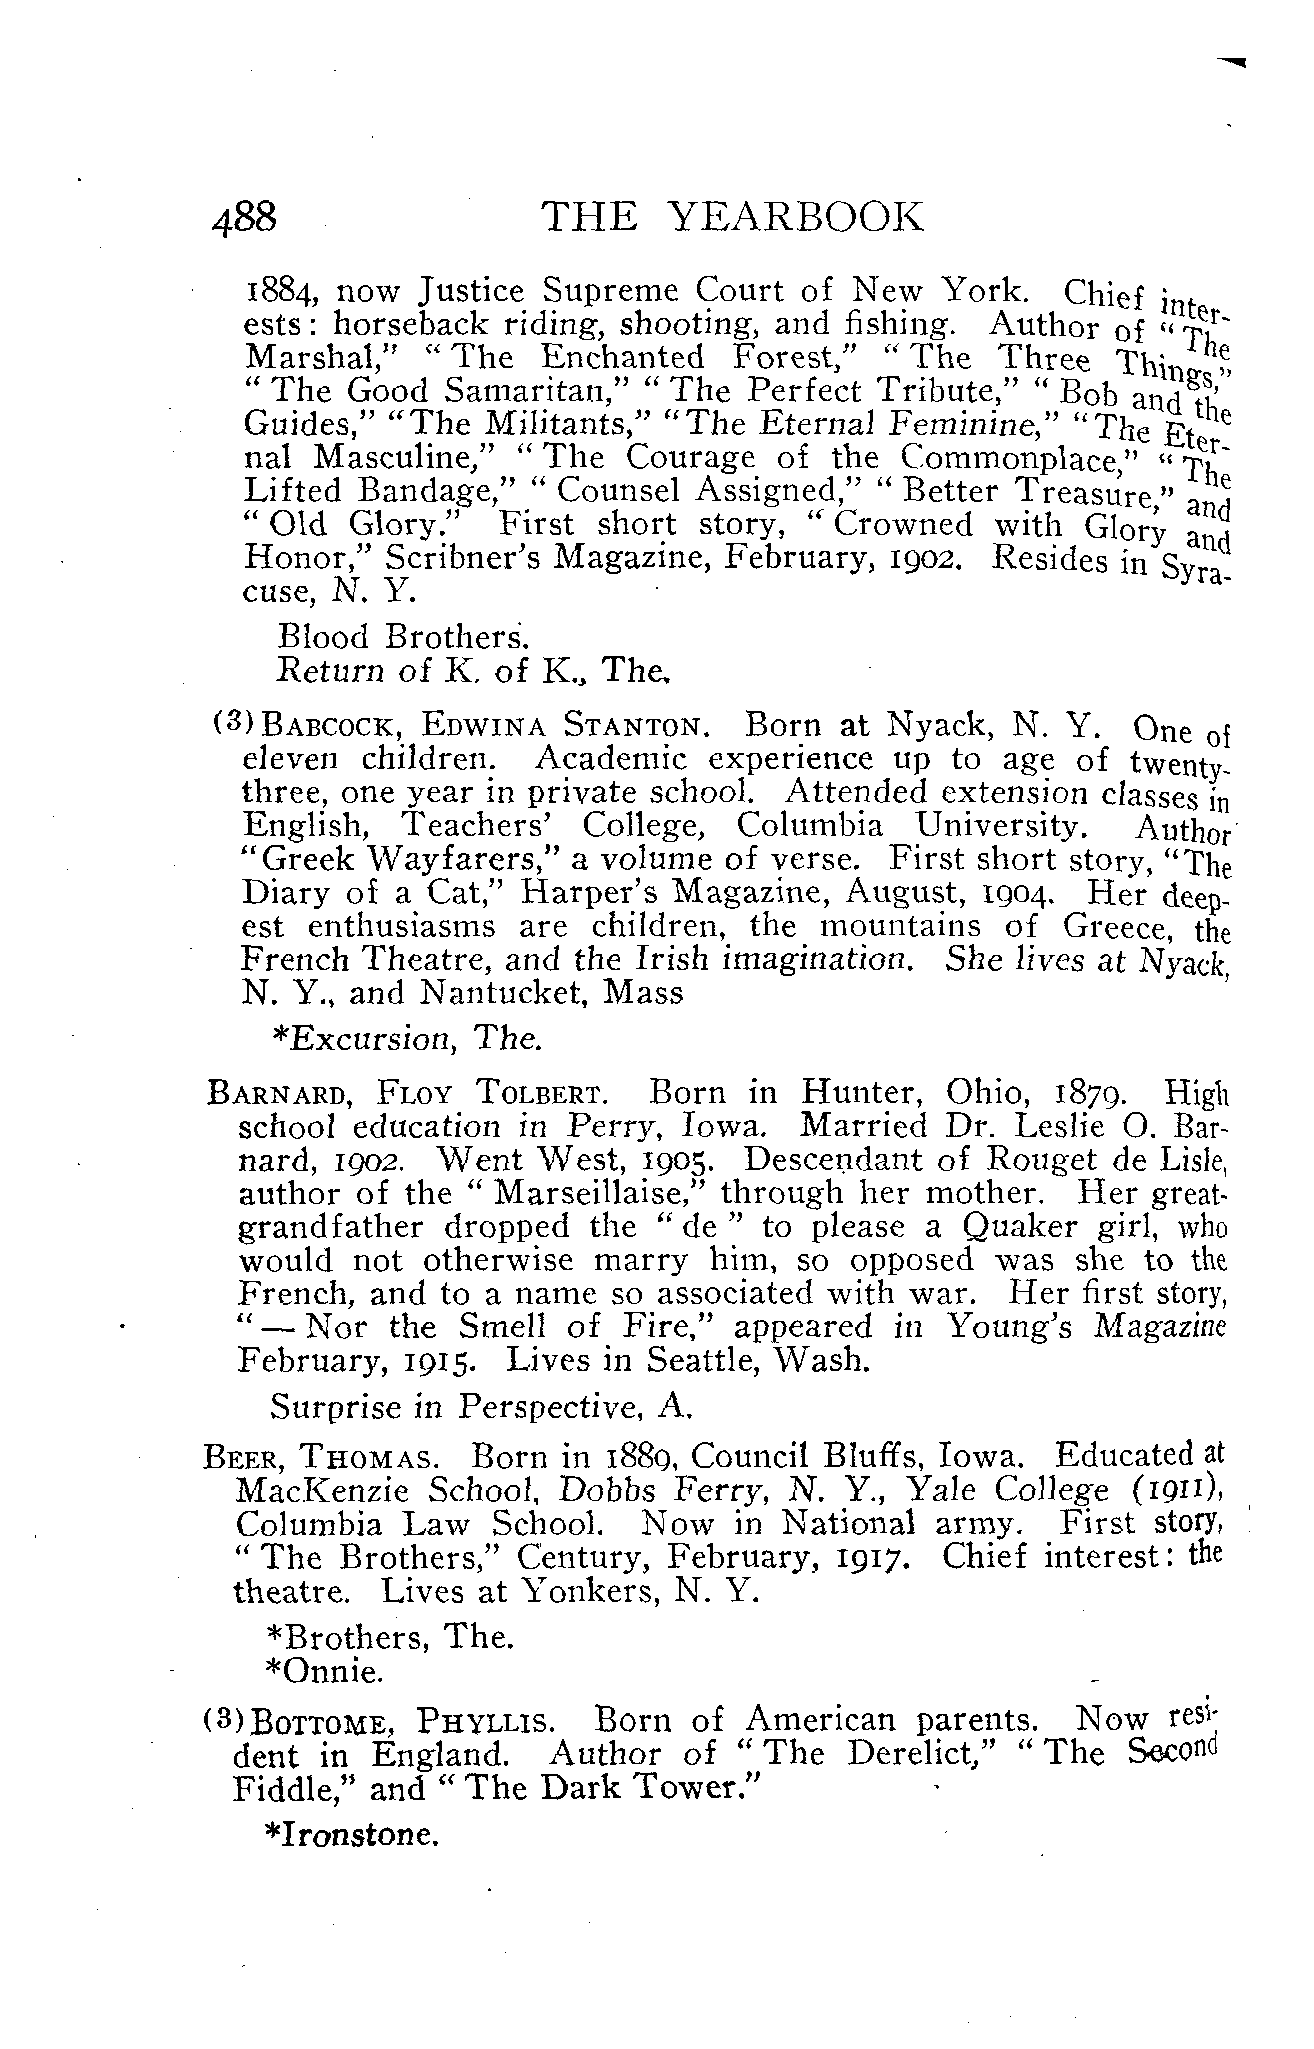 488 THE YEARBOOK
1884, now Justice Supreme Court of New York. Chief inter-
ests: horseback riding, shooting, and fishing. Author of “The
Marshal,” “The Enchanted Forest,” “The Three Things,”
“The Good Samaritan,” “The Perfect Tribute,” “Bob and the
Guides,” “The Militants,” “The Eternal Feminine,” “The Eter-
nal Masculine,” “The Courage of the Commonplace,” “The
Lifted Bandage,” “Counsel Assigned,” “Better Treasure,” and
“Old Glory.” First short story, “Crowned with Glory and
Honor,” Scribner’s Magazine, February, 1902. Resides in Syra-
cuse, N. Y.
Blood Brothers.
Return of K. of K., The.
(3) BABCOCK, EDWINA STANTON. Born at Nyack, N. Y. One of
eleven children. Academic experience up to age of twenty-
three, one year in private school. Attended extension classes in
English, Teachers’ College, Columbia University. Author
“Greek Wayfarers,” a volume of verse. First short story, “The
Diary of a Cat,” Harper’s Magazine, August, 1904. Her deep-
est enthusiasms are children, the mountains of Greece, the
French Theatre, and the Irish imagination. She lives at Nyack,
N. Y., and Nantucket, Mass
*Excursion, The.
BARNARD, FLOY TOLBERT. Born in Hunter, Ohio, 1879. High
school education in Perry, Iowa. Married Dr. Leslie O. Bar-
nard, 1902. Went West, 1905. Descendant of Rouget de Lisle,
author of the “Marseillaise,” through her mother. Her great-
grandfather dropped the “de” to please a Quaker girl, who
would not otherwise marry him, so opposed was she to the
French, and to a name so associated with war. Her first story,
“— Nor the Smell of Fire,” appeared in Young’s Magazine
February, 1915. Lives in Seattle, Wash.
Surprise in Perspective, A.
BEER, THOMAS. Born in 1889, Council Bluffs, Iowa. Educated at
MacKenzie School, Dobbs Ferry, N. Y., Yale College (1911),
Columbia Law School. Now in National army. First story,
“The Brothers,” Century, February, 1917. Chief interest: the
theatre. Lives at Yonkers, N. Y.
*Brothers, The.
*Onnie.
(3) BOTTOME, PHYLLIS. Born of American parents. Now resi-
dent in England. Author of “The Derelict,” “The Second
Fiddle,” and “The Dark Tower.”
*Ironstone.